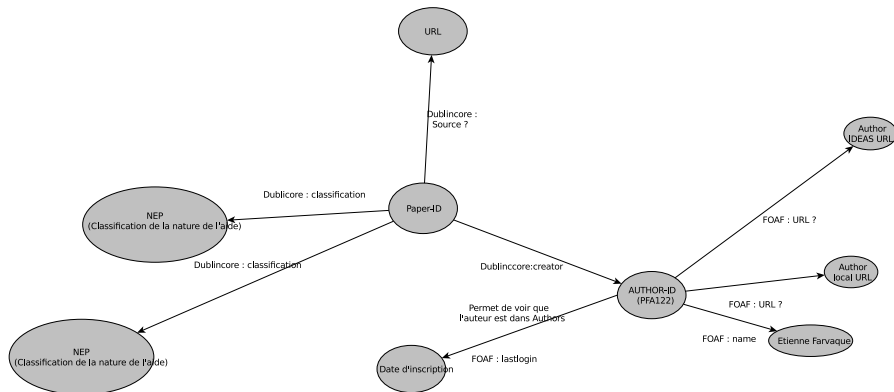 URL
Dublincore :
Source ?
Author
IDEAS URL
Dublicore : classification
NEP
(Classification de la nature de l'aide)
Paper-ID
FOAF : URL ?
Dublincore : classification
Dublinccore:creator
Author
local URL
AUTHOR-ID
(PFA122)
Permet de voir que
l'auteur est dans Authors
FOAF : URL ?
FOAF : name
Etienne Farvaque
NEP
(Classification de la nature de l'aide)
FOAF : lastlogin
Date d'inscription